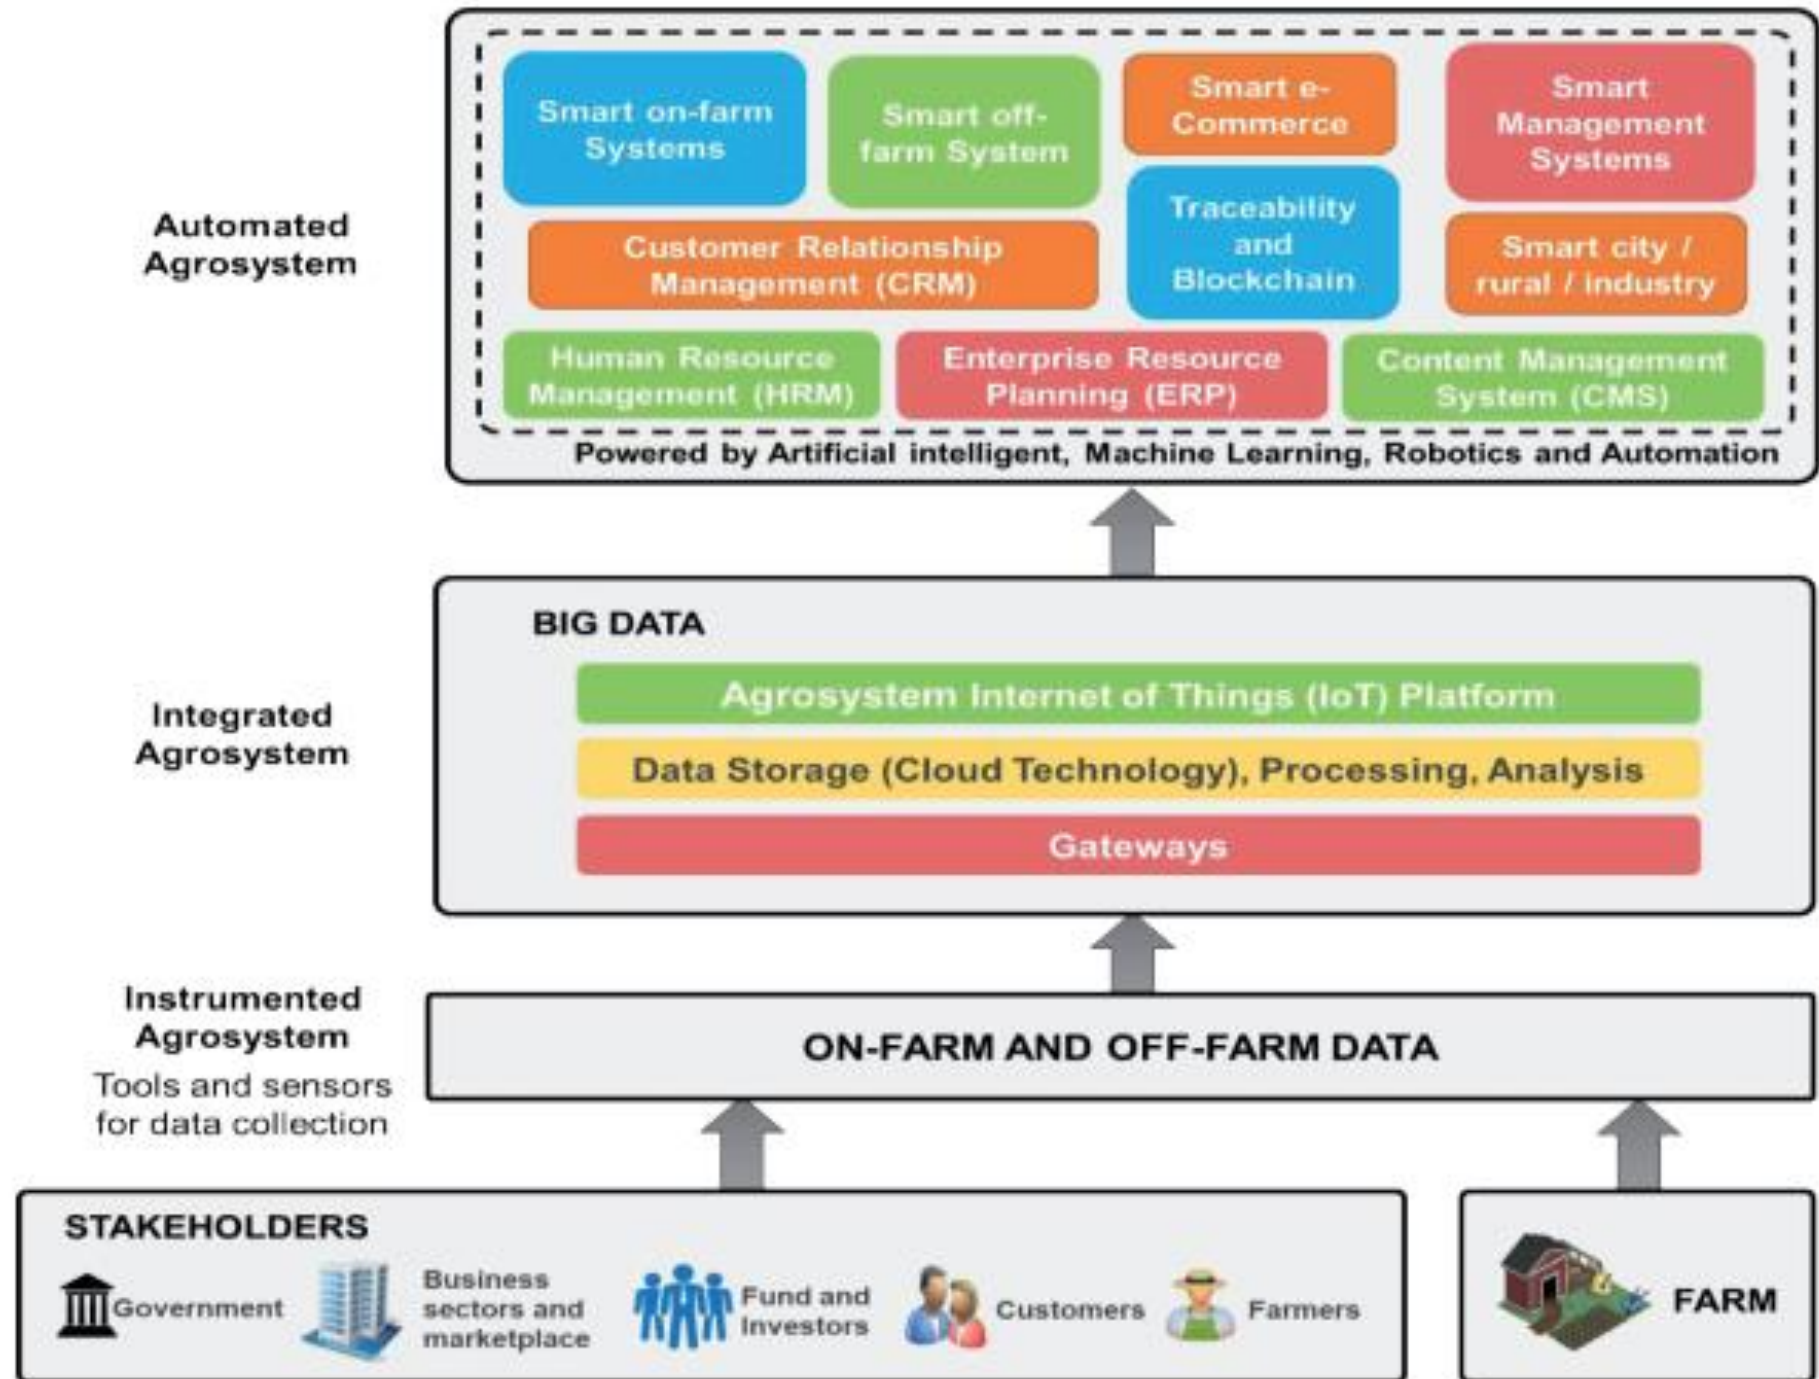 Smart on-farm
Systems
Smart off-
farm System
Smart e-
Commerce
Smart
Management
Systems
Automated
Agrosystem
Customer Relationship
Management (CRM)
Traceability
and
Blockchain
Smart city /
rural / industry
Human Resource
Management (HRM)
Enterprise Resource
Planning (ERP)
Content Management
System (CMS)
Powered by Artificial intelligent, Machine Learning, Robotics and Automation
Integrated
Agrosystem
BIG DATA
Agrosystem Internet of Things (IoT) Platform
Data Storage (Cloud Technology), Processing, Analysis
Gateways
Instrumented
Agrosystem
Tools and sensors
for data collection
ON-FARM AND OFF-FARM DATA
STAKEHOLDERS
Government
Business
sectors and
marketplace
Fund and
Investors
Customers
Farmers
FARM